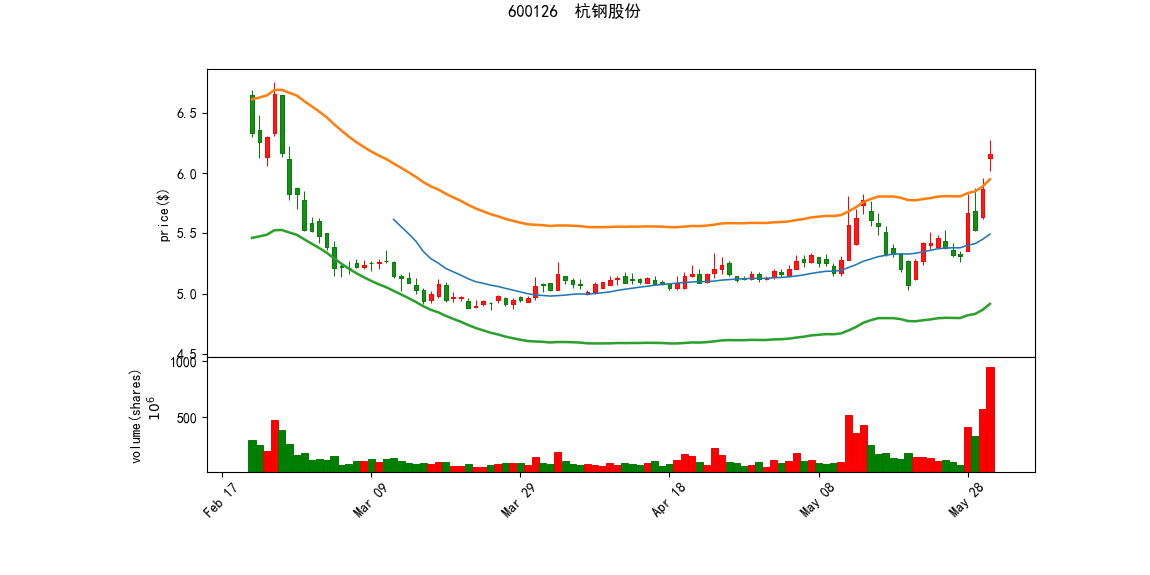 600126 杭钢股份
price($)
6.5
6.0
5.5
5.0
4.5
volume(shares)
10^6
1000
500
Feb 17
Mar 09
Mar 29
Apr 18
May 08
May 28